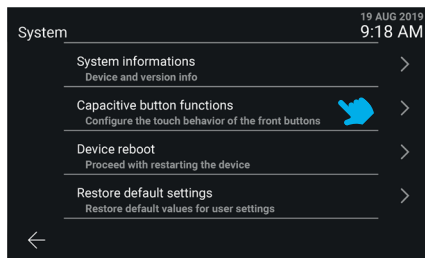 19 AUG 2019
System 9:18 AM
System informations
Device and version info
Capacitive button functions
Configure the touch behavior of the front buttons
Device reboot
Proceed with restarting the device
Restore default settings
Restore default values for user settings